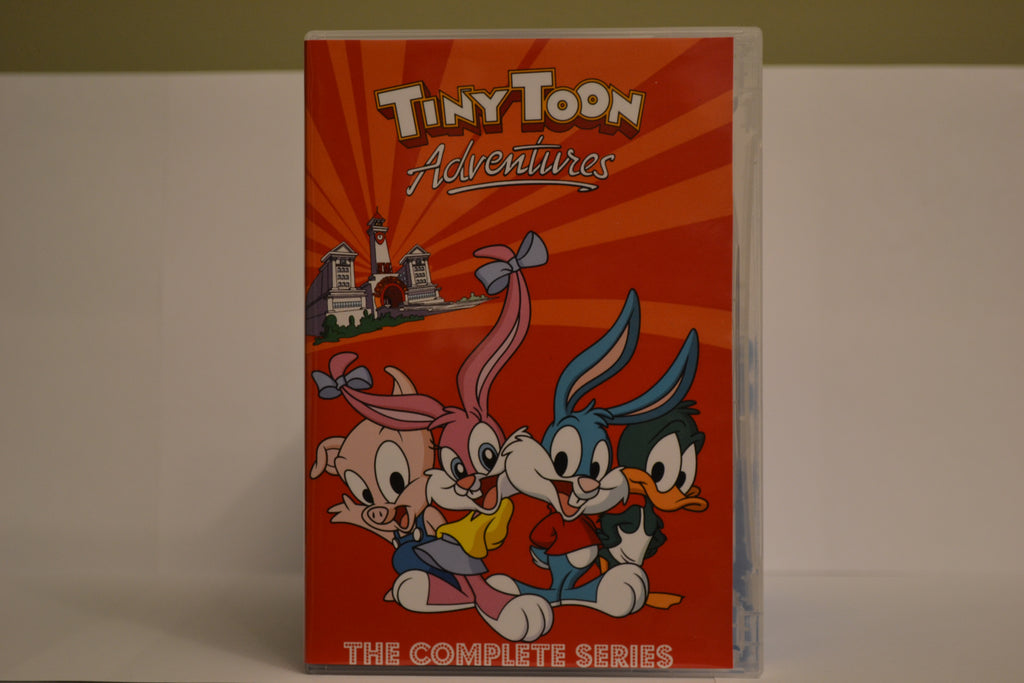 TINY TOON
Adventures
THE COMPLETE SERIES